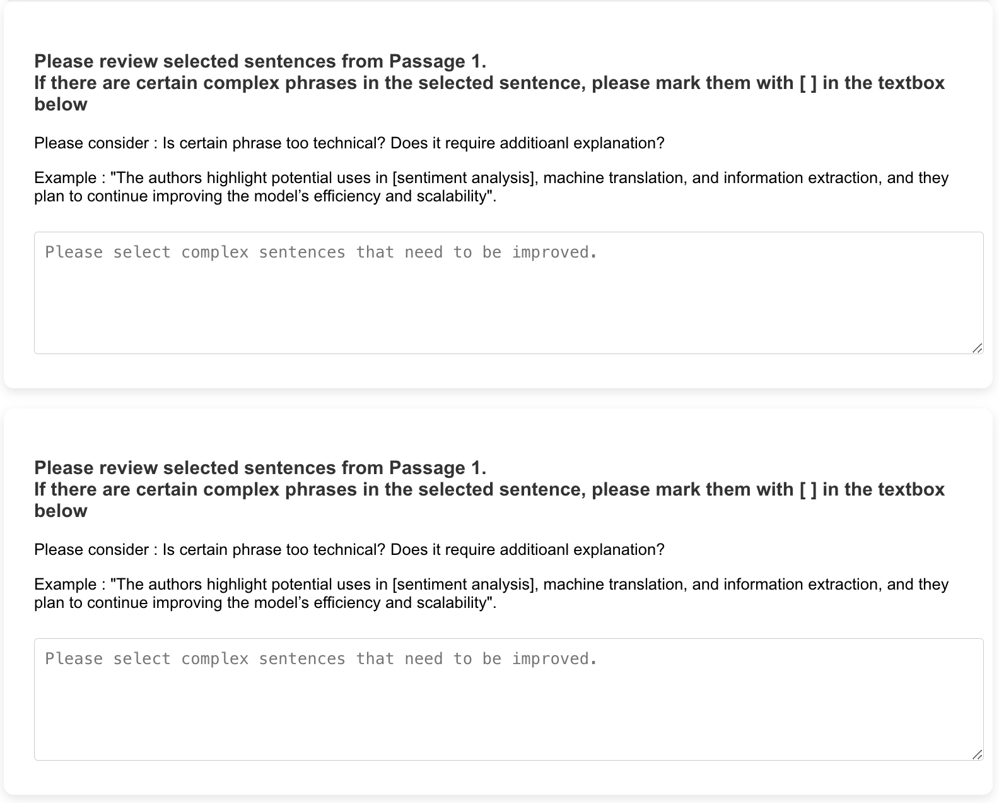 Please review selected sentences from Passage 1.
If there are certain complex phrases in the selected sentence, please mark them with [ ] in the textbox
below
Please consider : Is certain phrase too technical? Does it require additioanl explanation?
Example : "The authors highlight potential uses in [sentiment analysis], machine translation, and information extraction, and they
plan to continue improving the model’s efficiency and scalability".
Please select complex sentences that need to be improved.
Please review selected sentences from Passage 1.
If there are certain complex phrases in the selected sentence, please mark them with [ ] in the textbox
below
Please consider : Is certain phrase too technical? Does it require additioanl explanation?
Example : "The authors highlight potential uses in [sentiment analysis], machine translation, and information extraction, and they
plan to continue improving the model’s efficiency and scalability".
Please select complex sentences that need to be improved.